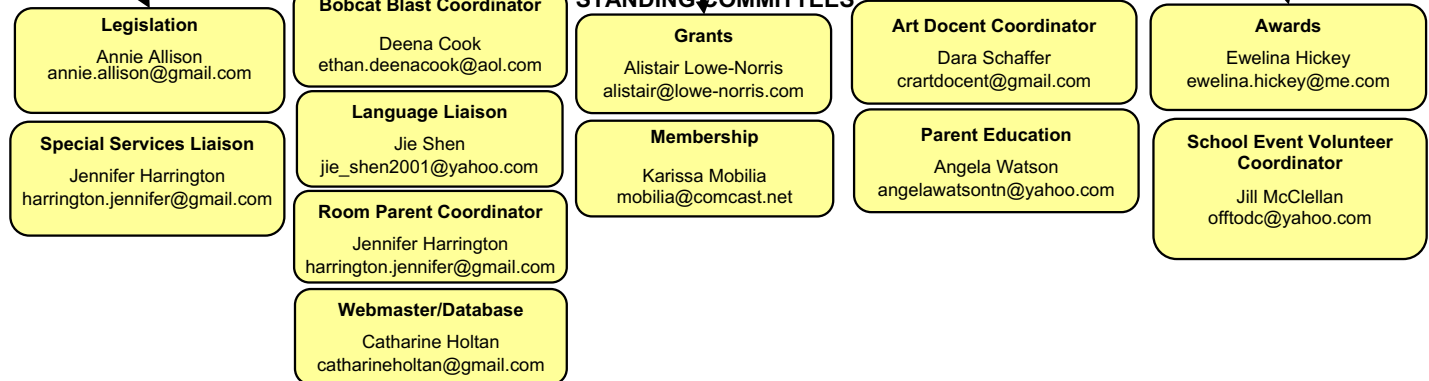 STANDING COMMITTEES
Legislation
Annie Allison
annie.allison@gmail.com
Special Services Liaison
Jennifer Harrington
harrington.jennifer@gmail.com
Bobcat Blast Coordinator
Deena Cook
ethan.deenacook@aol.com
Language Liaison
Jie Shen
jie_shen2001@yahoo.com
Room Parent Coordinator
Jennifer Harrington
harrington.jennifer@gmail.com
Webmaster/Database
Catharine Holtan
catharineholtan@gmail.com
Grants
Alistair Lowe-Norris
alistair@lowe-norris.com
Membership
Karissa Mobilia
mobilia@comcast.net
Art Docent Coordinator
Dara Schaffer
crartdocent@gmail.com
Parent Education
Angela Watson
angelawatsontn@yahoo.com
Awards
Ewelina Hickey
ewelina.hickey@me.com
School Event Volunteer
Coordinator
Jill McClellan
offtodc@yahoo.com